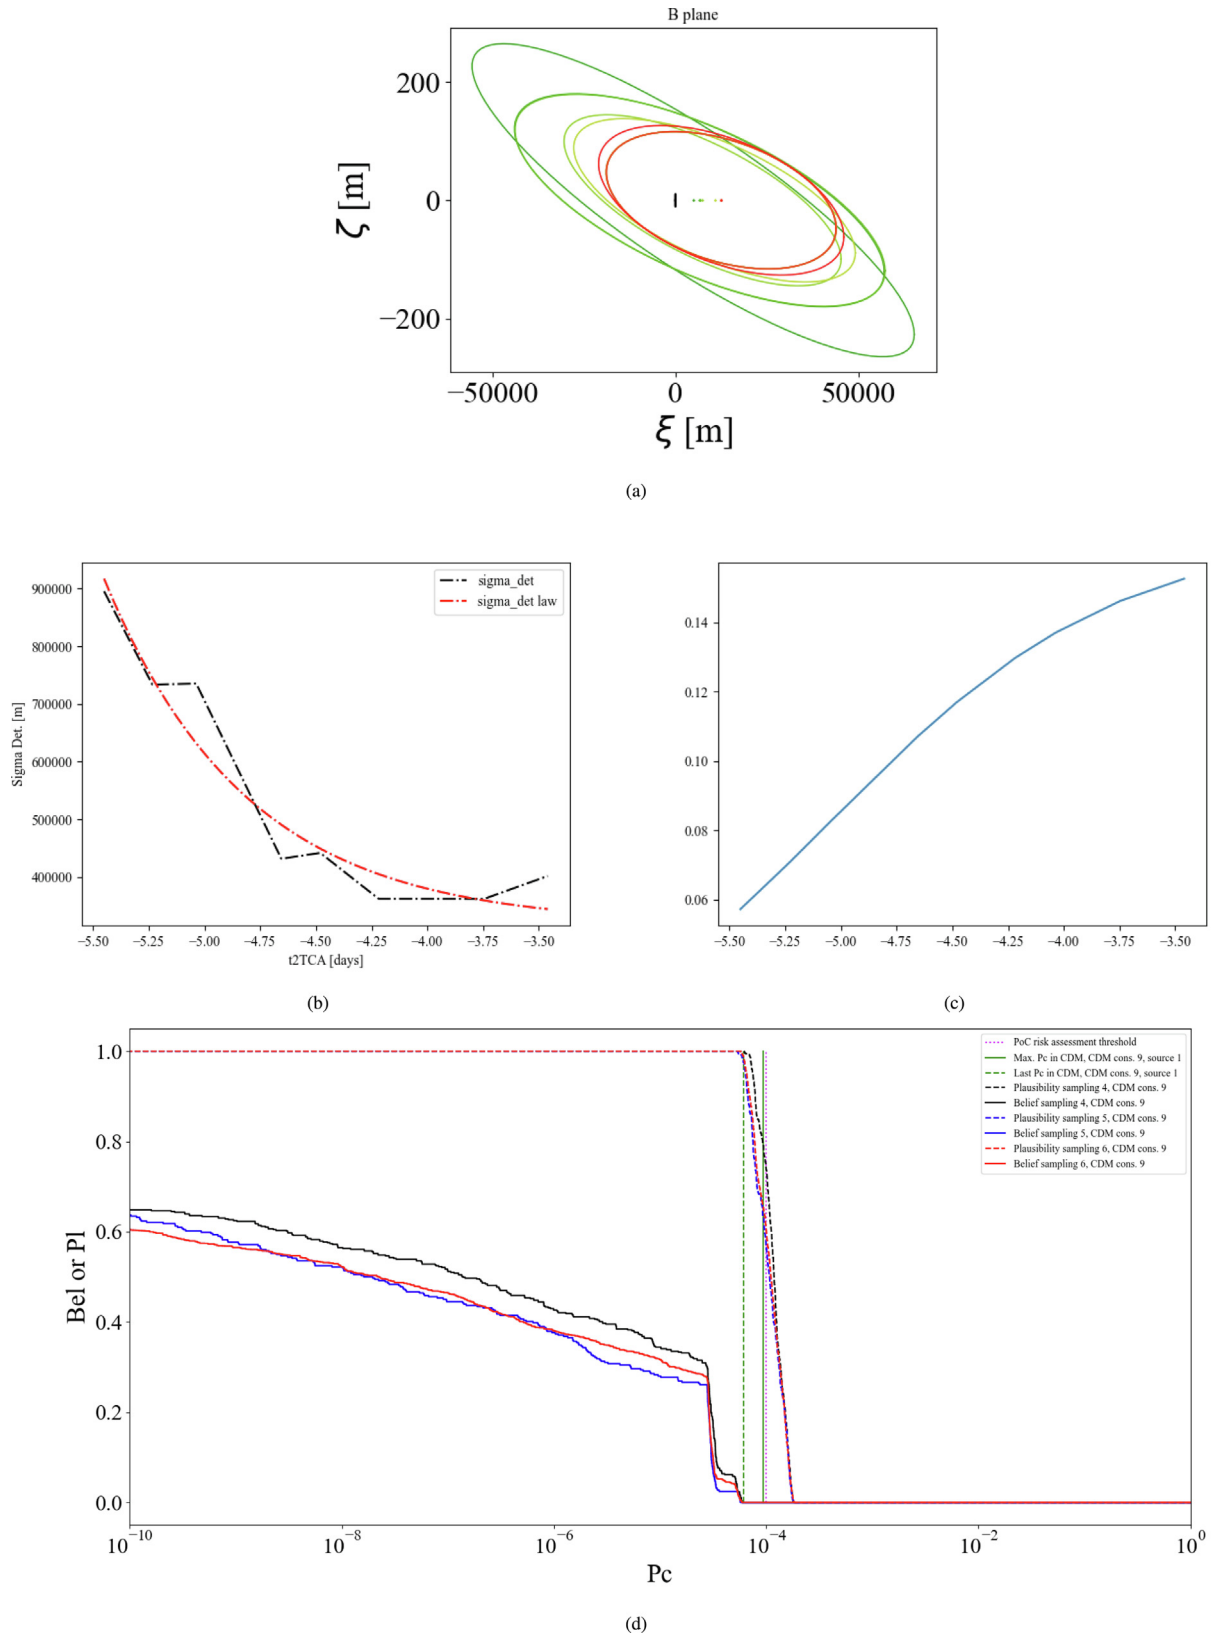 B plane
200
0
−200
ζ [m]
−50000
0
50000
ξ [m]
(a)
900000
800000
700000
600000
500000
400000
Sigma Det. [m]
sigma_det
sigma_det law
−5.50
−5.25
−5.00
−4.75
−4.50
−4.25
−4.00
−3.75
−3.50
t2TCA [days]
(b)
0.14
0.12
0.10
0.08
0.06
−5.50
−5.25
−5.00
−4.75
−4.50
−4.25
−4.00
−3.75
−3.50
(c)
1.0
0.8
0.6
0.4
0.2
0.0
Bel or Pl
PoC risk assessment threshold
Max. Pc in CDM, CDM cons. 9, source 1
Last Pc in CDM, CDM cons. 9, source 1
Plausibility sampling 4, CDM cons. 9
Belief sampling 4, CDM cons. 9
Plausibility sampling 5, CDM cons. 9
Belief sampling 5, CDM cons. 9
Plausibility sampling 6, CDM cons. 9
Belief sampling 6, CDM cons. 9
10⁻¹⁰
10⁻⁸
10⁻⁶
10⁻⁴
10⁻²
10⁰
Pc
(d)